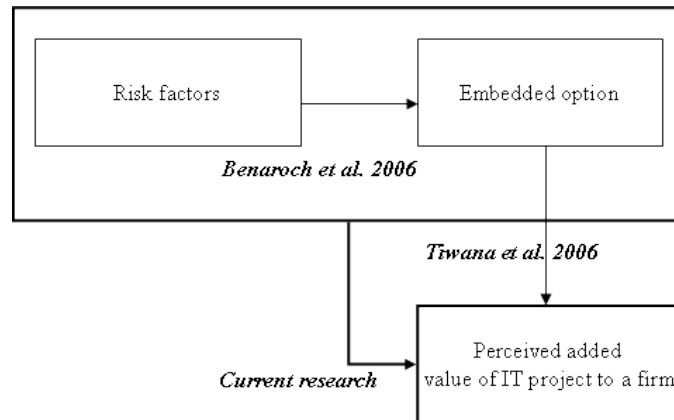 Risk factors
Embedded option
Benaroch et al. 2006
Tiwana et al. 2006
Perceived added
value of IT project to a firm
Current research